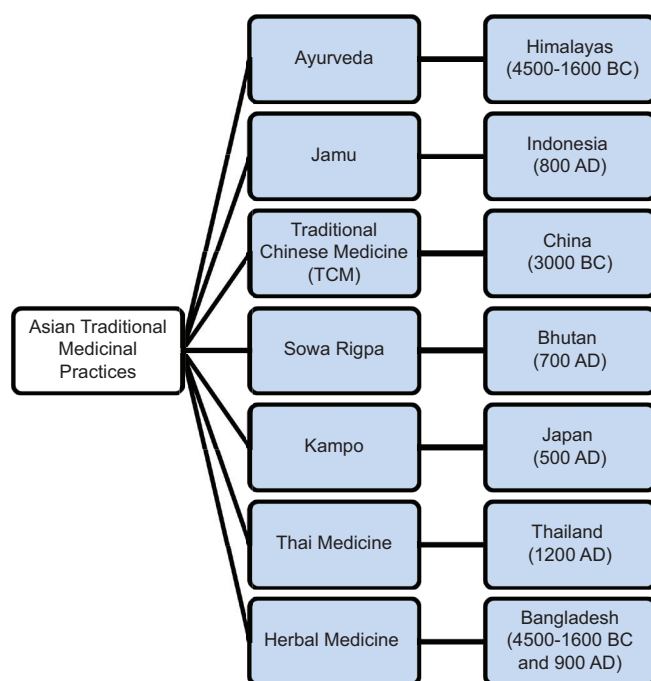 Asian Traditional
Medicinal
Practices
Ayurveda
Himalayas
(4500-1600 BC)
Jamu
Indonesia
(800 AD)
Traditional
Chinese Medicine
(TCM)
China
(3000 BC)
Sowa Rigpa
Bhutan
(700 AD)
Kampo
Japan
(500 AD)
Thai Medicine
Thailand
(1200 AD)
Herbal Medicine
Bangladesh
(4500-1600 BC
and 900 AD)